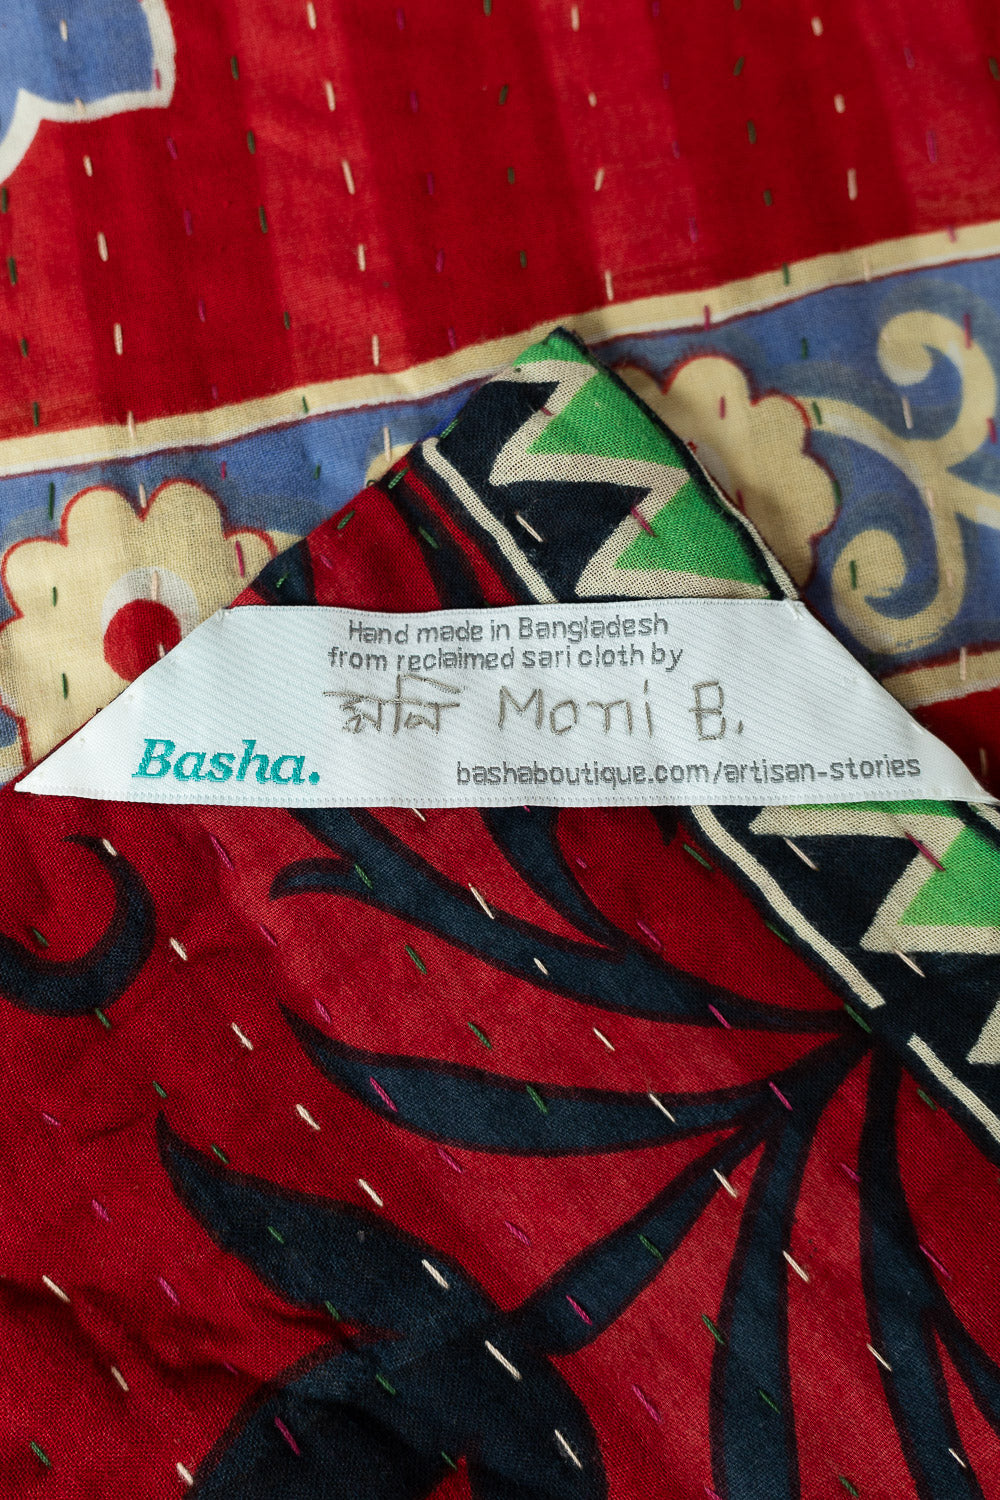 Hand made in Bangladesh
from reclaimed sari cloth by
মনি Moni B.
Basha.
bashaboutique.com/artisan-stories